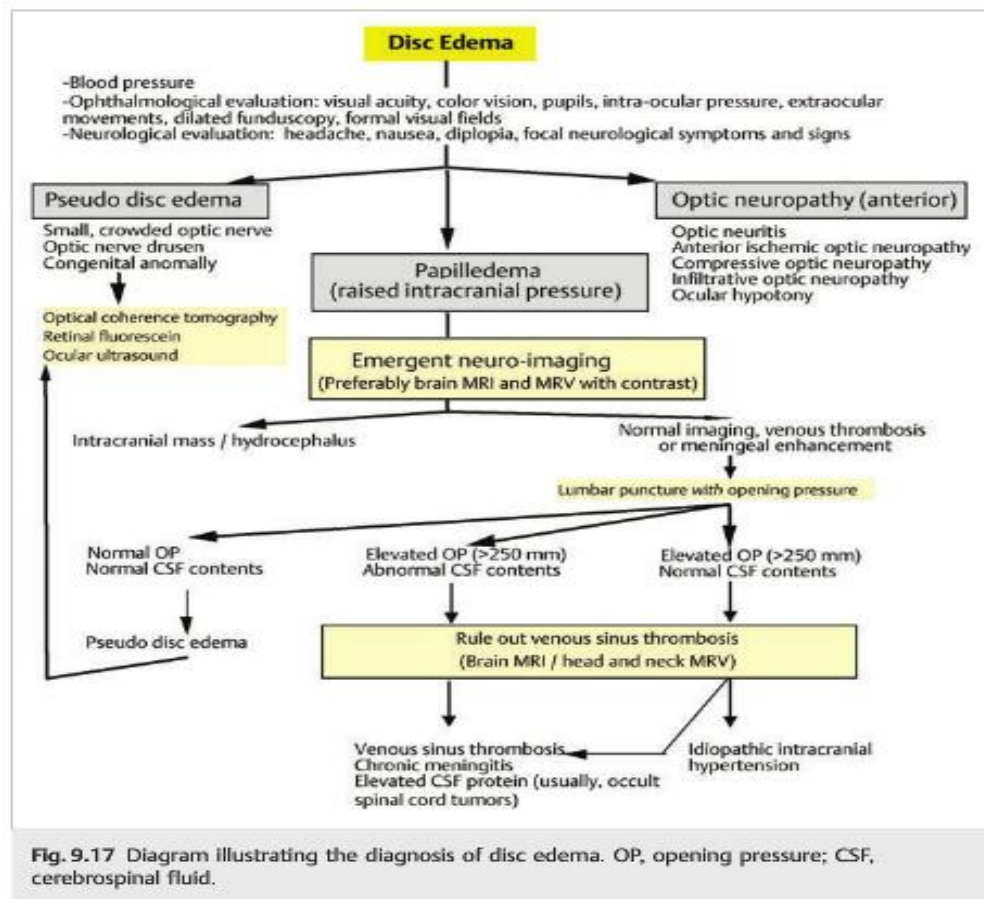 Disc Edema
-Blood pressure
-Ophthalmological evaluation: visual acuity, color vision, pupils, intra-ocular pressure, extraocular
movements, dilated funduscopy, formal visual fields
-Neurological evaluation: headache, nausea, diplopia, focal neurological symptoms and signs
Pseudo disc edema
Small, crowded optic nerve
Optic nerve drusen
Congenital anomally
Optical coherence tomography
Retinal fluorescein
Ocular ultrasound
Papilledema
(raised intracranial pressure)
Optic neuropathy (anterior)
Optic neuritis
Anterior ischemic optic neuropathy
Compressive optic neuropathy
Infiltrative optic neuropathy
Ocular hypotony
Emergent neuro-imaging
(Preferably brain MRI and MRV with contrast)
Intracranial mass / hydrocephalus
Normal imaging, venous thrombosis
or meningeal enhancement
Lumbar puncture with opening pressure
Normal OP
Normal CSF contents
Elevated OP (>250 mm)
Abnormal CSF contents
Elevated OP (>250 mm)
Normal CSF contents
Pseudo disc edema
Rule out venous sinus thrombosis
(Brain MRI / head and neck MRV)
Venous sinus thrombosis
Chronic meningitis
Elevated CSF protein (usually, occult
spinal cord tumors)
Idiopathic intracranial
hypertension
Fig. 9.17 Diagram illustrating the diagnosis of disc edema. OP, opening pressure; CSF,
cerebrospinal fluid.